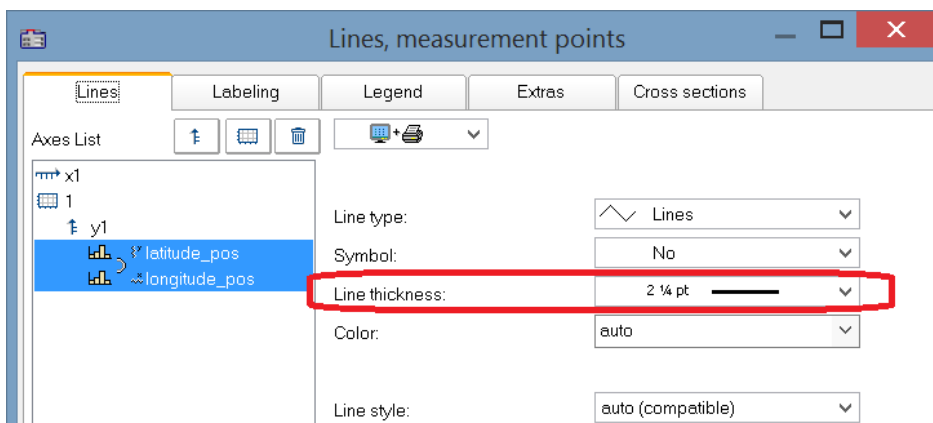 Lines, measurement points
Lines Labeling Legend Extras Cross sections
Axes List
x1
1
y1
latitude_pos
longitude_pos
Line type: Lines
Symbol: No
Line thickness: 2 ¼ pt
Color: auto
Line style: auto (compatible)